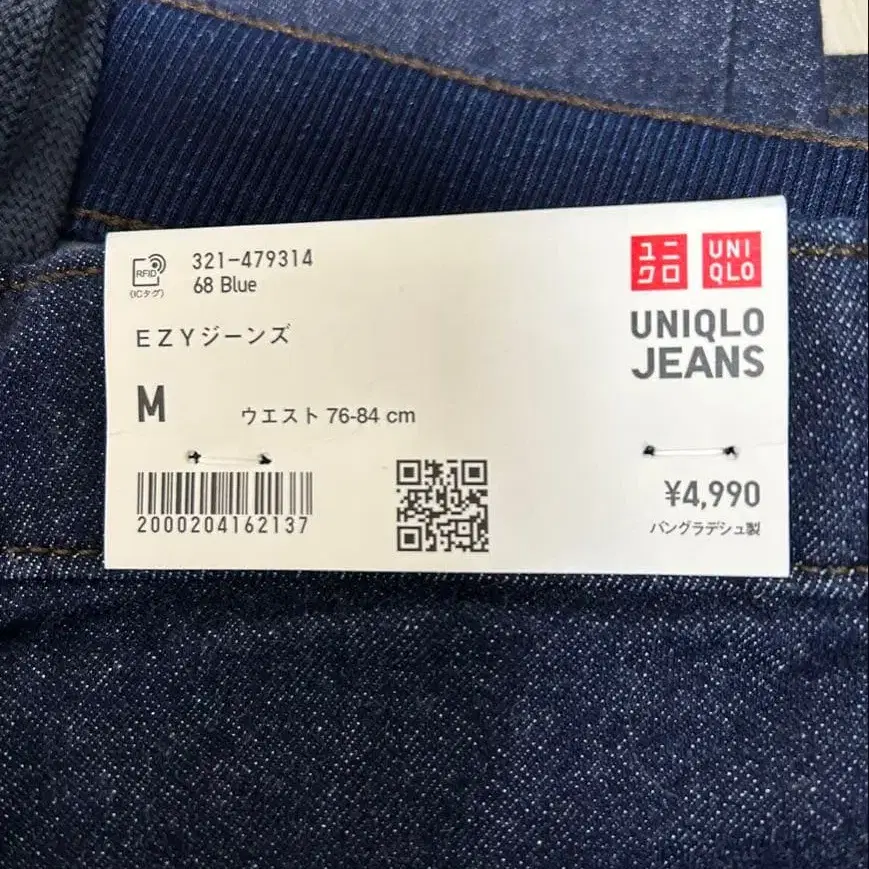 RFID
(ICタグ)
321-479314
68 Blue
EZYジーンズ
M
ウエスト 76-84 cm
2000204162137
ユニ
クロ
UNI
QLO
UNIQLO
JEANS
¥4,990
バングラデシュ製